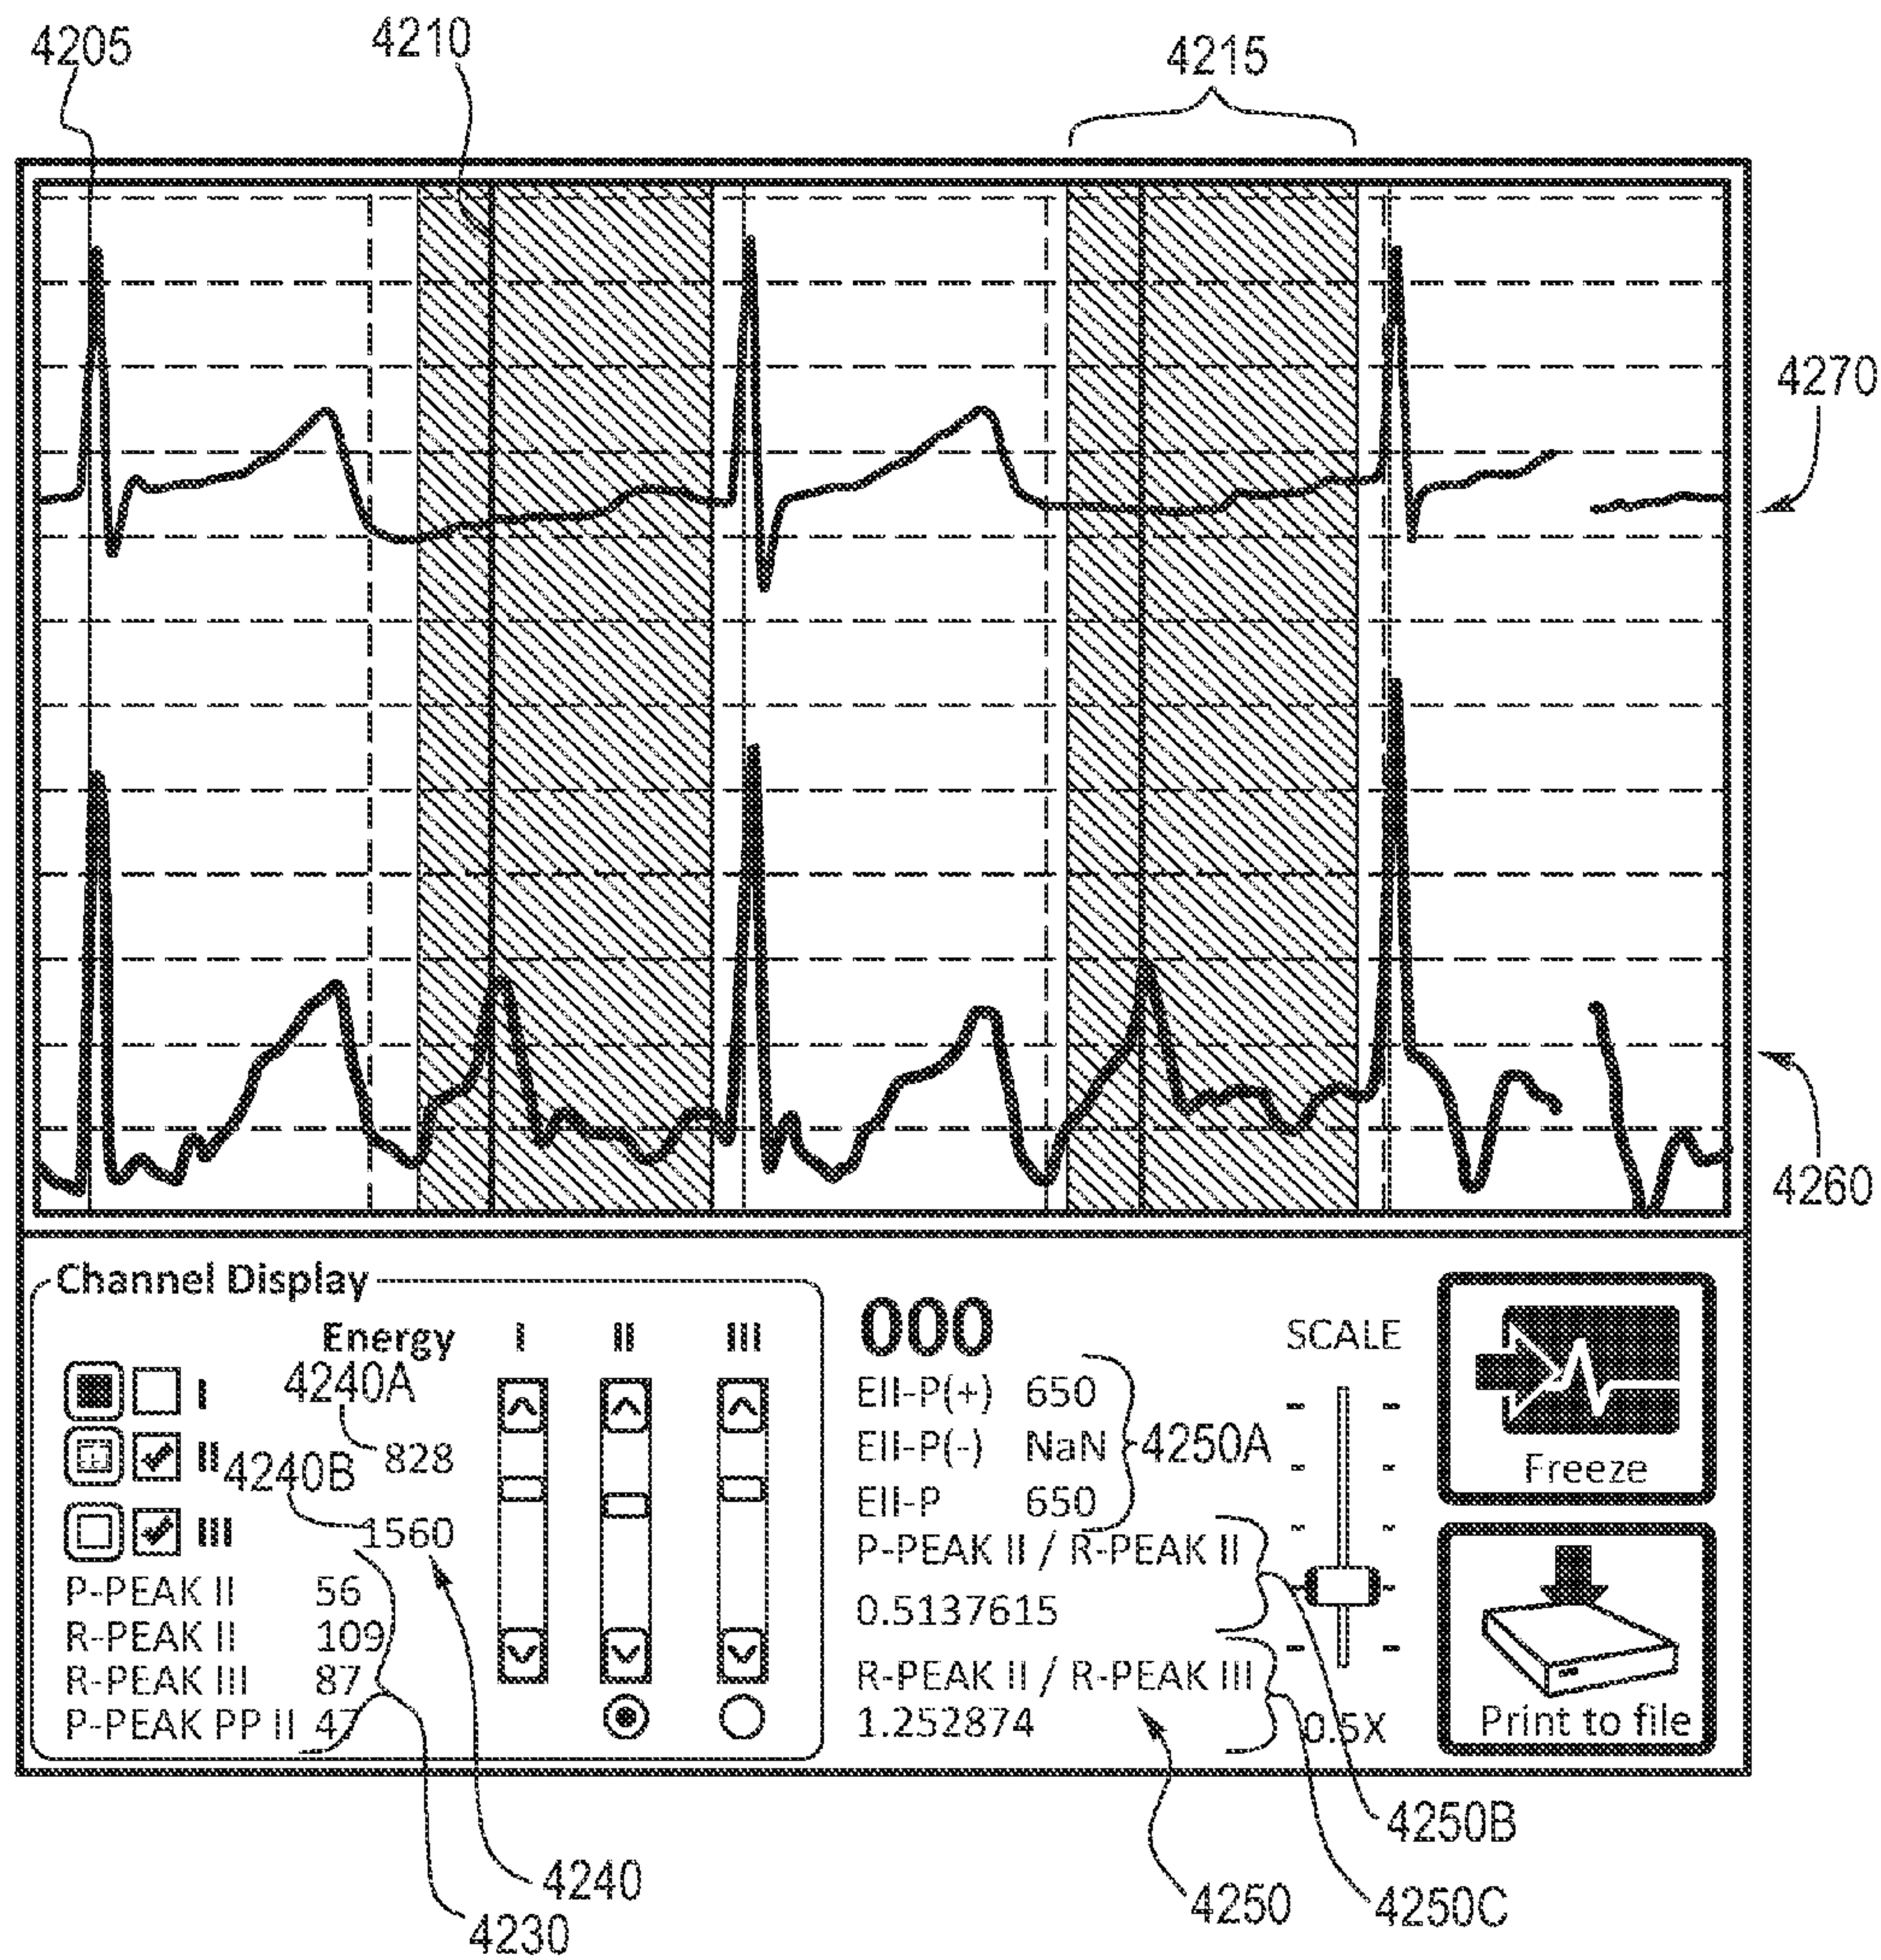 4205
4210
4215
4270
4260
Channel Display
Energy
I
II
III
4240A
I
II
828
4240B
III
1560
P-PEAK II 56
R-PEAK II 109
R-PEAK III 87
P-PEAK PP II 47
000
EII-P(+) 650
EII-P(-) NaN
EII-P 650
4250A
P-PEAK II / R-PEAK II
0.5137615
R-PEAK II / R-PEAK III
1.252874
SCALE
0.5X
Freeze
Print to file
4250B
4240
4250
4250C
4230